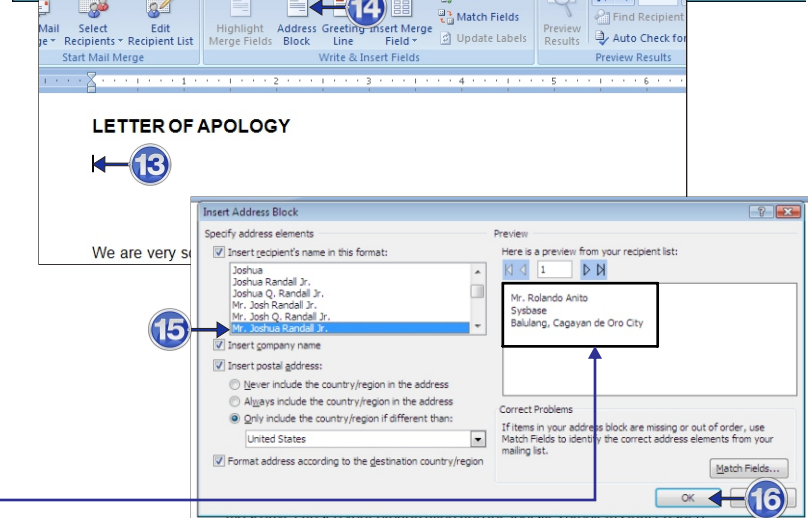 14
Mail Select Edit Highlight Address Greeting Insert Merge Match Fields Preview Find Recipient
Recipients Recipient List Merge Fields Block Line Field Update Labels Results Auto Check for
Start Mail Merge Write & Insert Fields Preview Results
1 2 3 4 5 6
LETTER OF APOLOGY
13
We are very
Insert Address Block
Specify address elements
Insert recipient's name in this format:
Joshua
Joshua Randall Jr.
Joshua Q. Randall Jr.
Mr. Josh Randall Jr.
Mr. Josh Q. Randall Jr.
15 Mr. Joshua Randall Jr.
Insert company name
Insert postal address:
Never include the country/region in the address
Always include the country/region in the address
Only include the country/region if different than:
United States
Format address according to the destination country/region
Preview
Here is a preview from your recipient list:
1
Mr. Rolando Anito
Sysbase
Balulang, Cagayan de Oro City
Correct Problems
If items in your address block are missing or out of order, use
Match Fields to identify the correct address elements from your
mailing list.
Match Fields...
OK 16